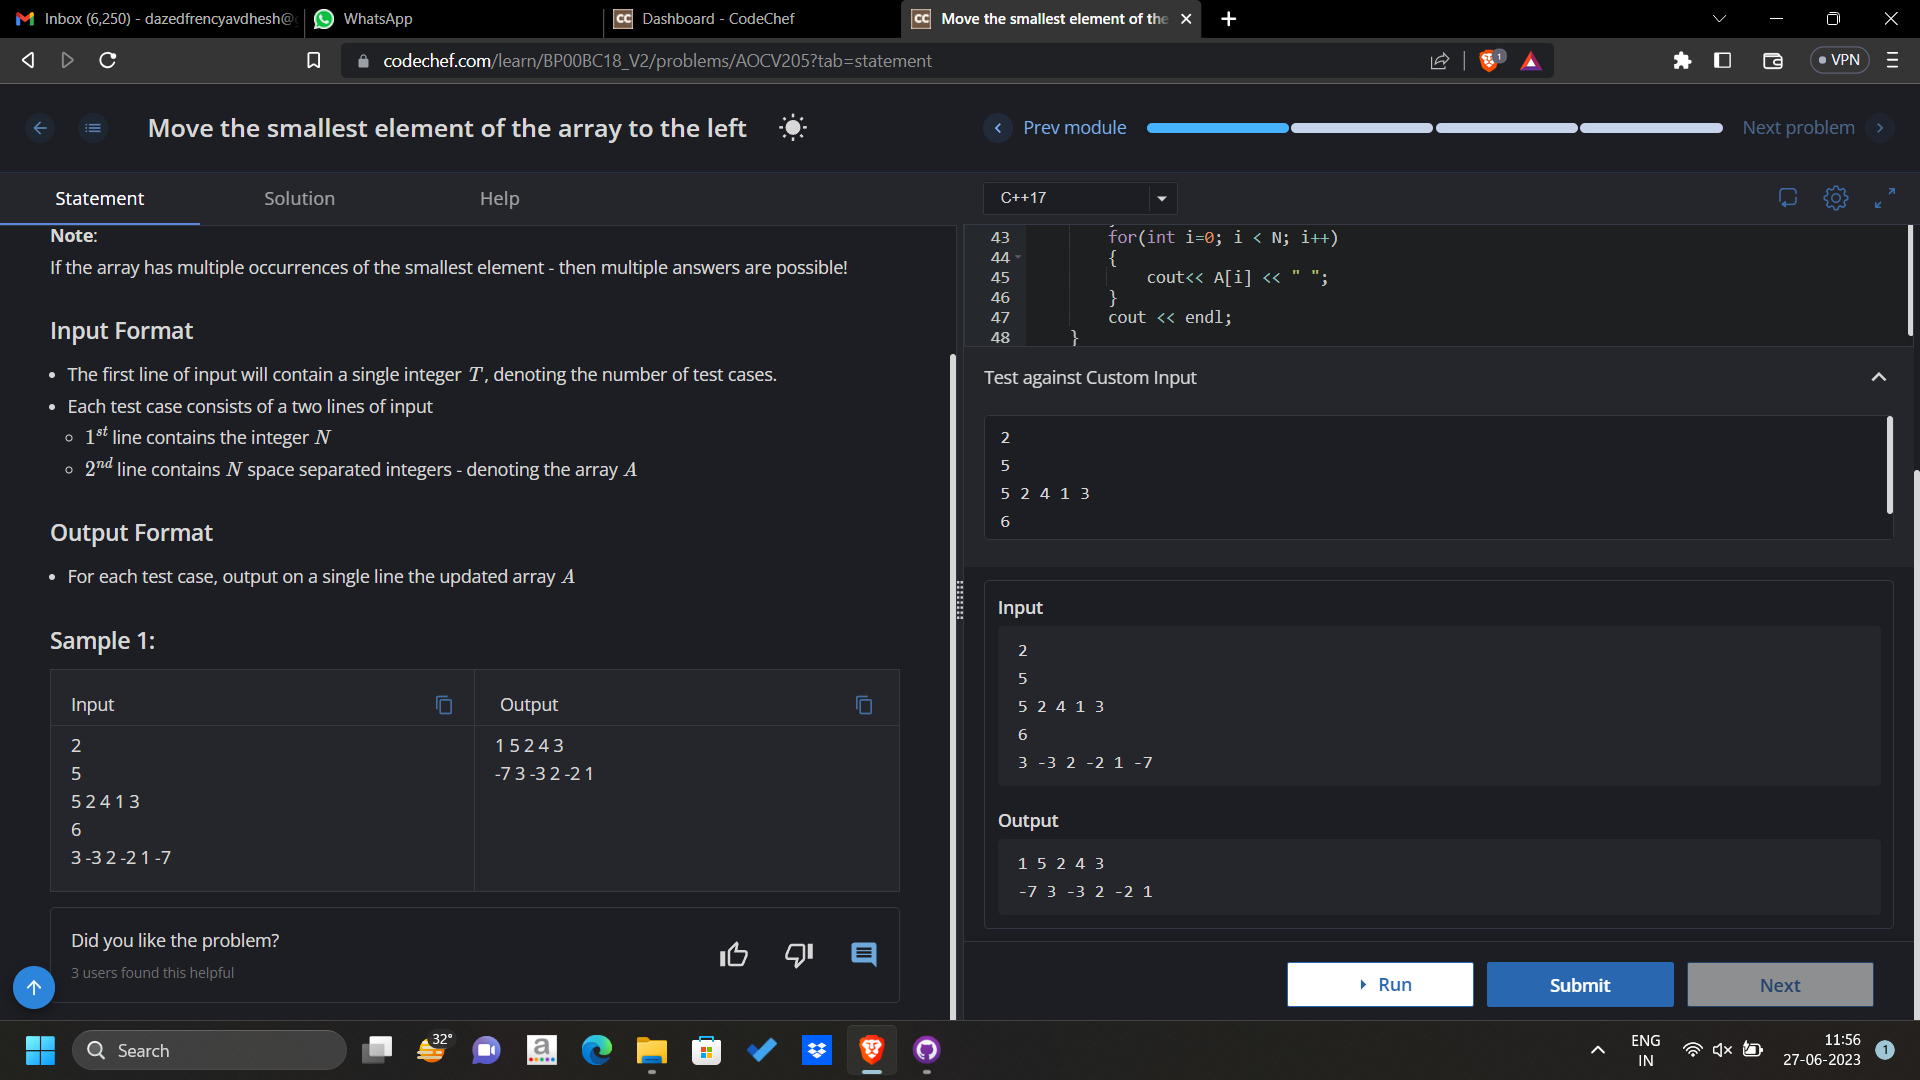 Inbox (6,250) - dazedfrencyavdhesh@
WhatsApp
CC Dashboard - CodeChef
CC Move the smallest element of the
codechef.com/learn/BP00BC18_V2/problems/AOCV205?tab=statement
1
VPN
Move the smallest element of the array to the left
Prev module
Next problem
Statement
Solution
Help
C++17
Note:
If the array has multiple occurrences of the smallest element - then multiple answers are possible!
Input Format
• The first line of input will contain a single integer T, denoting the number of test cases.
• Each test case consists of a two lines of input
◦ 1st line contains the integer N
◦ 2nd line contains N space separated integers - denoting the array A
Output Format
• For each test case, output on a single line the updated array A
Sample 1:
Input
Output
2
5
5 2 4 1 3
6
3 -3 2 -2 1 -7
1 5 2 4 3
-7 3 -3 2 -2 1
Did you like the problem?
3 users found this helpful
43 for(int i=0; i < N; i++)
44 {
45 cout<< A[i] << " ";
46 }
47 cout << endl;
48 }
Test against Custom Input
2
5
5 2 4 1 3
6
Input
2
5
5 2 4 1 3
6
3 -3 2 -2 1 -7
Output
1 5 2 4 3
-7 3 -3 2 -2 1
Run
Submit
Next
Search
32°
a
ENG
IN
11:56
27-06-2023
1